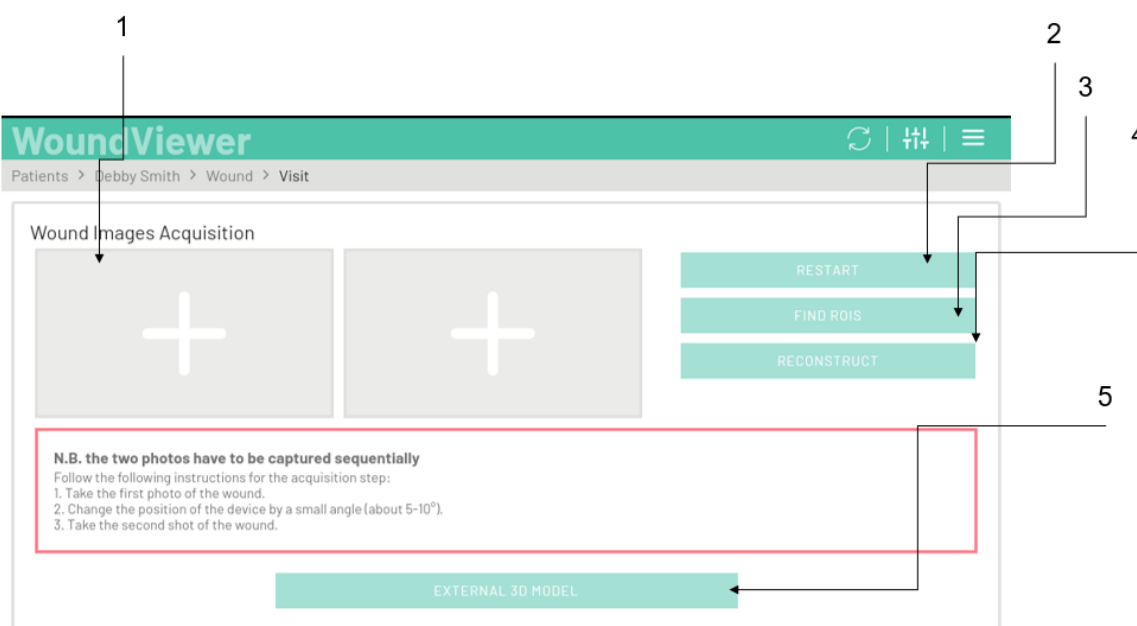 1
2
3
4
WoundViewer
Patients > Debby Smith > Wound > Visit
Wound Images Acquisition
RESTART
FIND ROIS
RECONSTRUCT
5
N.B. the two photos have to be captured sequentially
Follow the following instructions for the acquisition step:
1. Take the first photo of the wound.
2. Change the position of the device by a small angle (about 5-10°).
3. Take the second shot of the wound.
EXTERNAL 3D MODEL